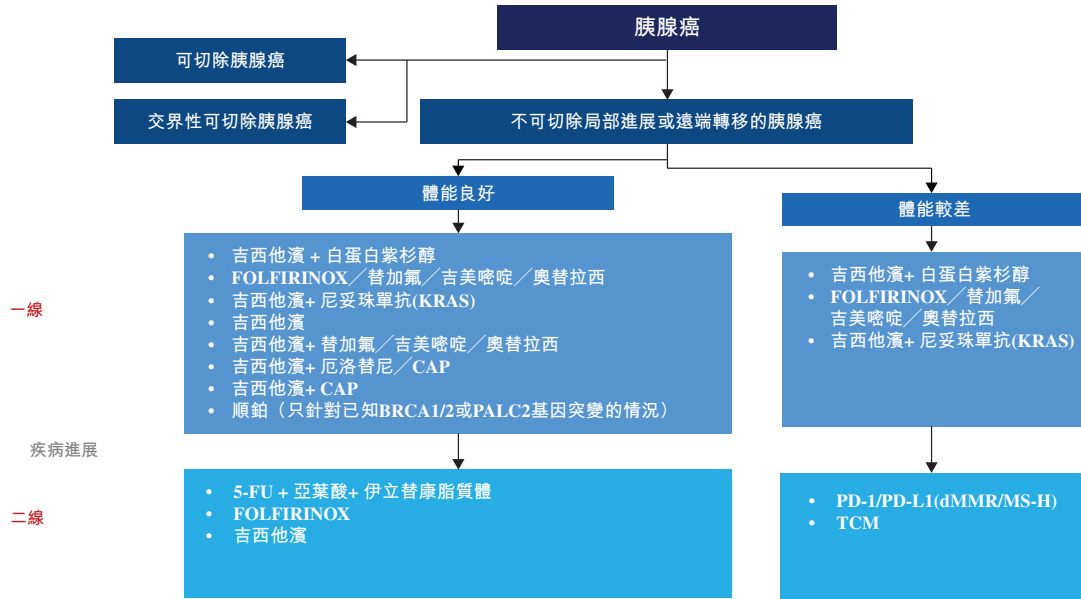 胰腺癌
可切除胰腺癌
交界性可切除胰腺癌
不可切除局部進展或遠端轉移的胰腺癌
體能良好
體能較差
一線
• 吉西他濱 + 白蛋白紫杉醇
• FOLFIRINOX／替加氟／吉美嘧啶／奧替拉西
• 吉西他濱+ 尼妥珠單抗(KRAS)
• 吉西他濱
• 吉西他濱+ 替加氟／吉美嘧啶／奧替拉西
• 吉西他濱+ 厄洛替尼／CAP
• 吉西他濱+ CAP
• 順鉑（只針對已知BRCA1/2或PALC2基因突變的情況）
• 吉西他濱+ 白蛋白紫杉醇
• FOLFIRINOX／替加氟／
吉美嘧啶／奧替拉西
• 吉西他濱+ 尼妥珠單抗(KRAS)
疾病進展
二線
• 5-FU + 亞葉酸+ 伊立替康脂質體
• FOLFIRINOX
• 吉西他濱
• PD-1/PD-L1(dMMR/MS-H)
• TCM